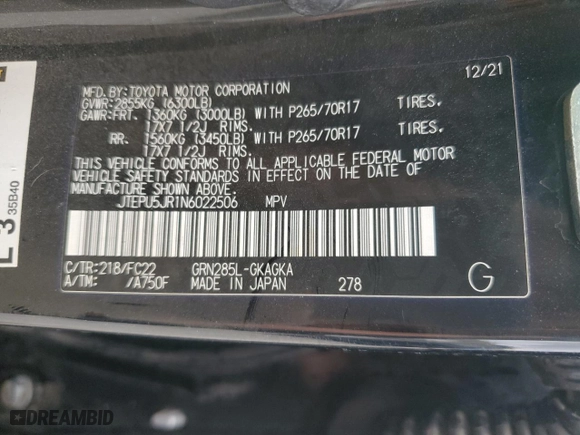 12/21
MFD.BY:TOYOTA MOTOR CORPORATION
GVWR:2855KG (6300LB)
GAWR:FRT. 1360KG (3000LB) WITH P265/70R17 TIRES.
17X7 1/2J RIMS.
RR. 1560KG (3450LB) WITH P265/70R17 TIRES.
17X7 1/2J RIMS.
THIS VEHICLE CONFORMS TO ALL APPLICABLE FEDERAL MOTOR
VEHICLE SAFETY STANDARDS IN EFFECT ON THE DATE OF
MANUFACTURE SHOWN ABOVE.
JTEPU5JR1N6022506 MPV
C/TR:218/FC22 GRN285L-GKAGKA
A/TM: /A750F MADE IN JAPAN 278 G
L 3 35B40
DREAMBID